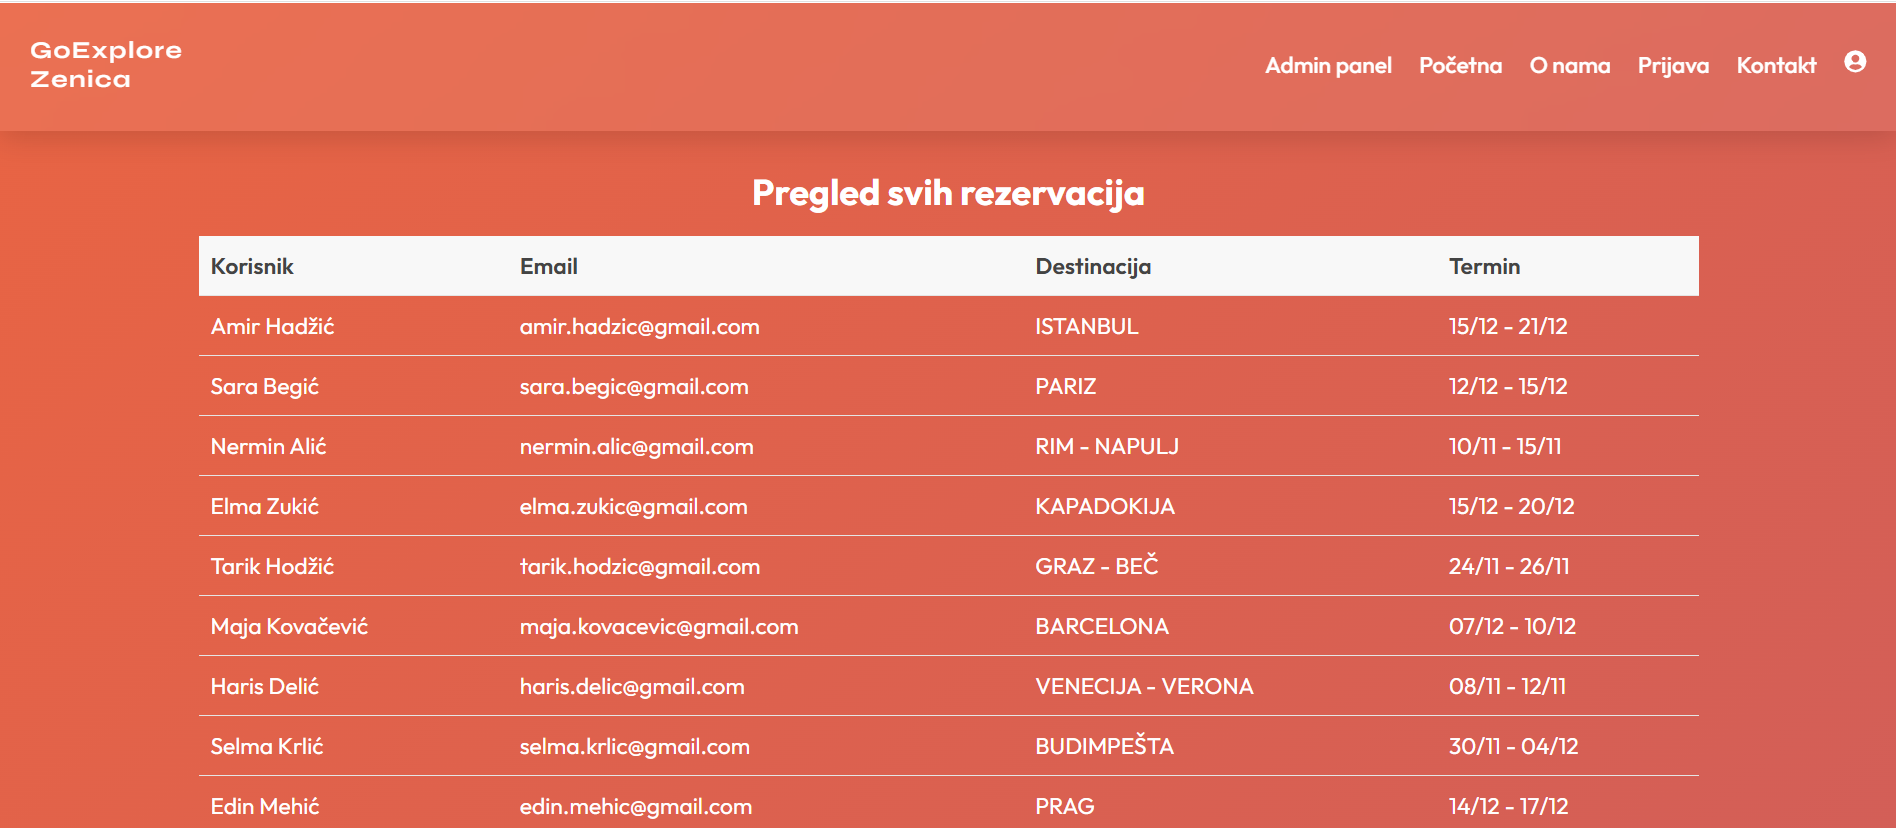 GoExplore
Zenica
Admin panel Početna O nama Prijava Kontakt
Pregled svih rezervacija
Korisnik Email Destinacija Termin
Amir Hadžić amir.hadzic@gmail.com ISTANBUL 15/12 - 21/12
Sara Begić sara.begic@gmail.com PARIZ 12/12 - 15/12
Nermin Alić nermin.alic@gmail.com RIM - NAPULJ 10/11 - 15/11
Elma Zukić elma.zukic@gmail.com KAPADOKIJA 15/12 - 20/12
Tarik Hodžić tarik.hodzic@gmail.com GRAZ - BEČ 24/11 - 26/11
Maja Kovačević maja.kovacevic@gmail.com BARCELONA 07/12 - 10/12
Haris Delić haris.delic@gmail.com VENECIJA - VERONA 08/11 - 12/11
Selma Krlić selma.krlic@gmail.com BUDIMPEŠTA 30/11 - 04/12
Edin Mehić edin.mehic@gmail.com PRAG 14/12 - 17/12